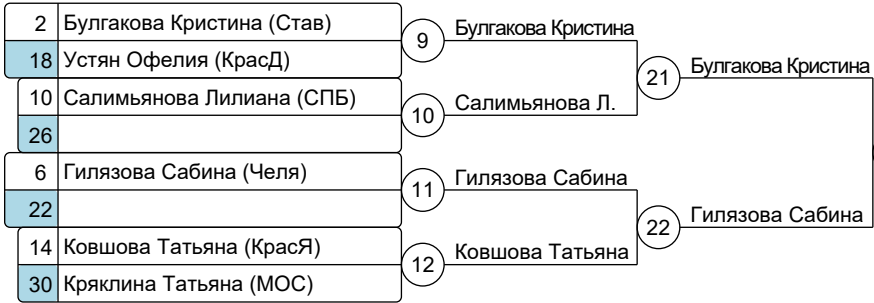 2 Булгакова Кристина (Став)
18 Устян Офелия (КрасД)
10 Салимьянова Лилиана (СПБ)
26
6 Гилязова Сабина (Челя)
22
14 Ковшова Татьяна (КрасЯ)
30 Кряклина Татьяна (МОС)
9 Булгакова Кристина
10 Салимьянова Л.
11 Гилязова Сабина
12 Ковшова Татьяна
21 Булгакова Кристина
22 Гилязова Сабина